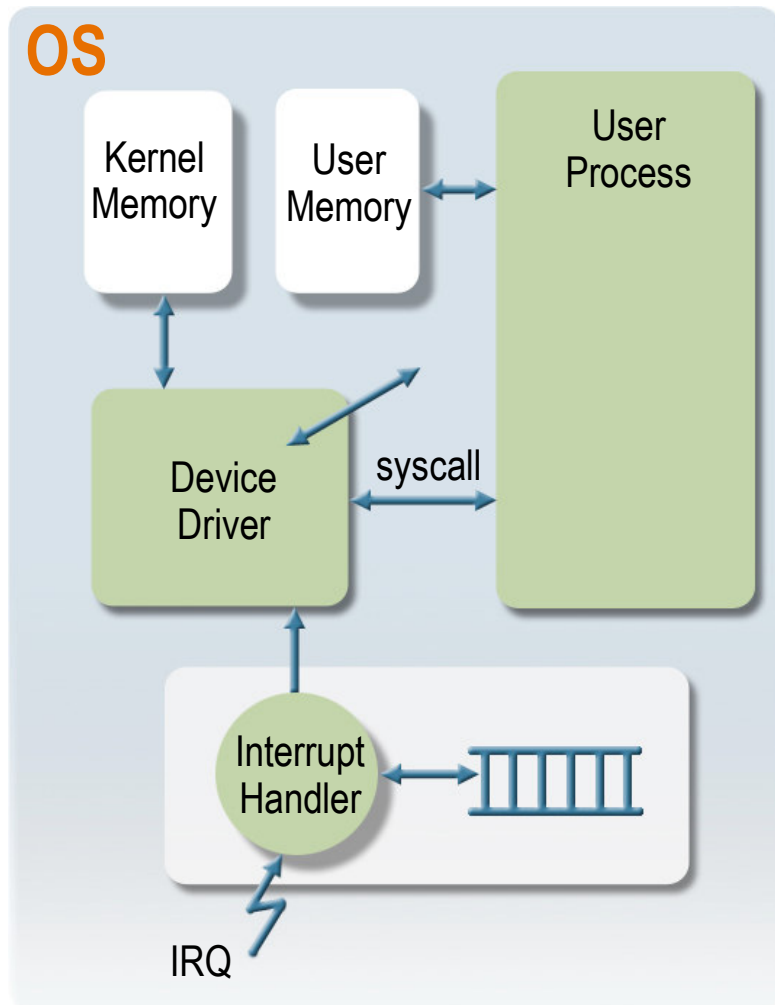 OS
Kernel
Memory
User
Memory
User
Process
Device
Driver
syscall
Interrupt
Handler
IRQ